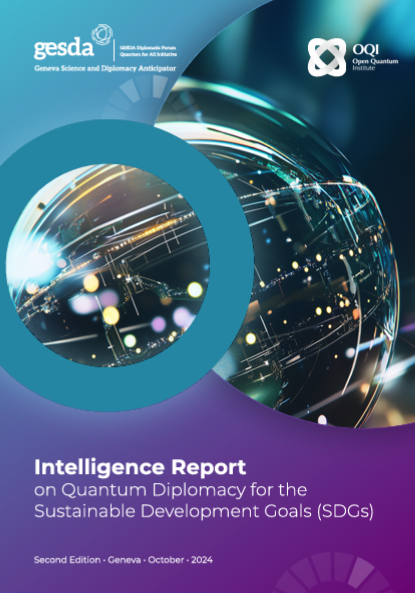 gesda
GESDA Diplomatic Forum
Quantum for All Initiative
Geneva Science and Diplomacy Anticipator
OQI
Open Quantum
Institute
Intelligence Report
on Quantum Diplomacy for the
Sustainable Development Goals (SDGs)
Second Edition • Geneva • October • 2024